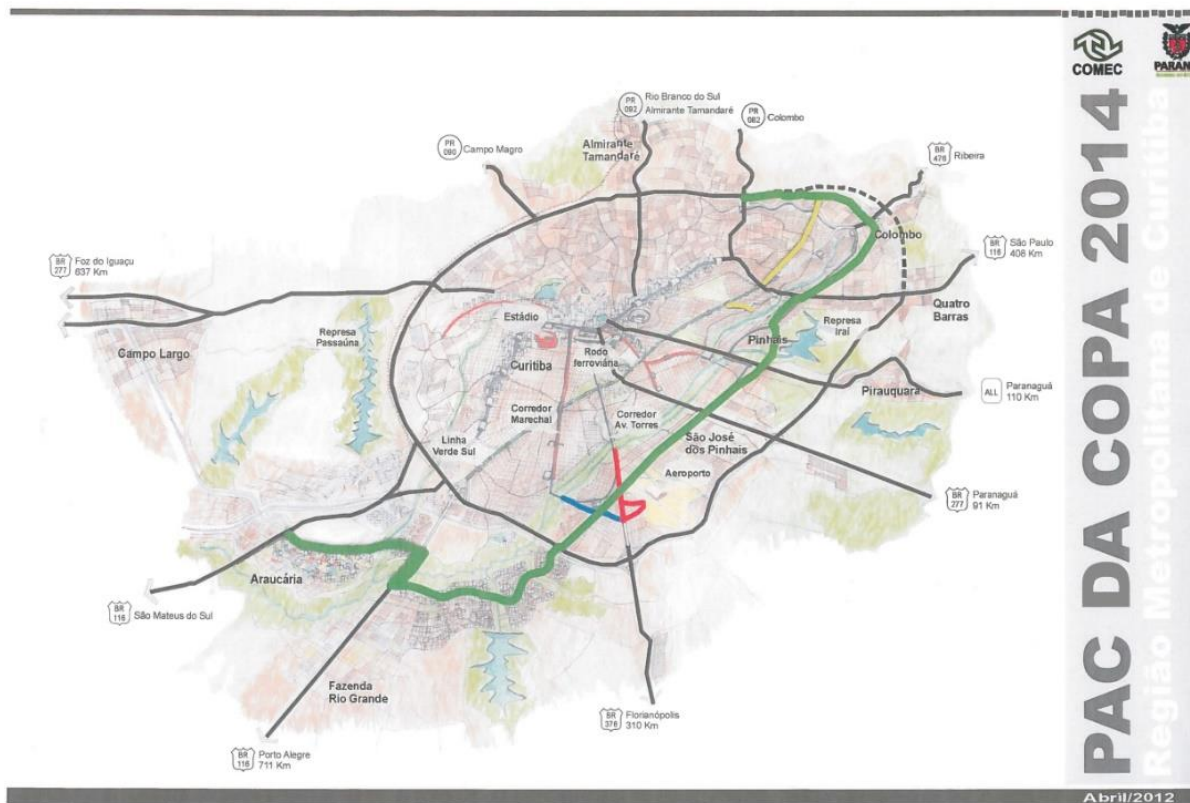 PR
092
Rio Branco do Sul
Almirante Tamandaré
PR
082
Colombo
PR
090
Campo Magro
Almirante
Tamandaré
BR
476
Ribeira
Colombo
BR
277
Foz do Iguaçu
637 Km
BR
116
São Paulo
408 Km
Quatro
Barras
Campo Largo
Represa
Passaúna
Estádio
Curitiba
Rodo
ferroviária
Pinhais
Represa
Iraí
Piraquara
ALL
Paranaguá
110 Km
Corredor
Marechal
Corredor
Av. Torres
Linha
Verde Sul
São José
dos Pinhais
Aeroporto
BR
277
Paranaguá
91 Km
Araucária
BR
116
São Mateus do Sul
Fazenda
Rio Grande
BR
376
Florianópolis
310 Km
BR
116
Porto Alegre
711 Km
COMEC
PARANÁ
PAC DA COPA 2014
Região Metropolitana de Curitiba
Abril/2012